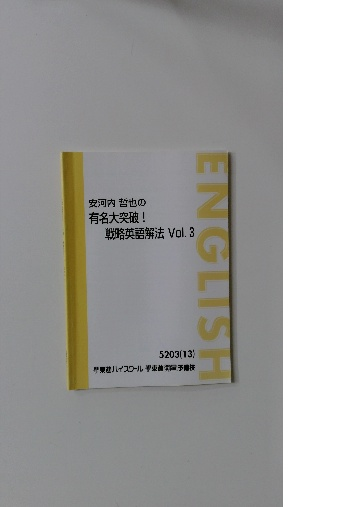 安河内 哲也の
有名大突破！
戦略英語解法 Vol.3
ENGLISH
5203(13)
東進ハイスクール 東進衛星予備校